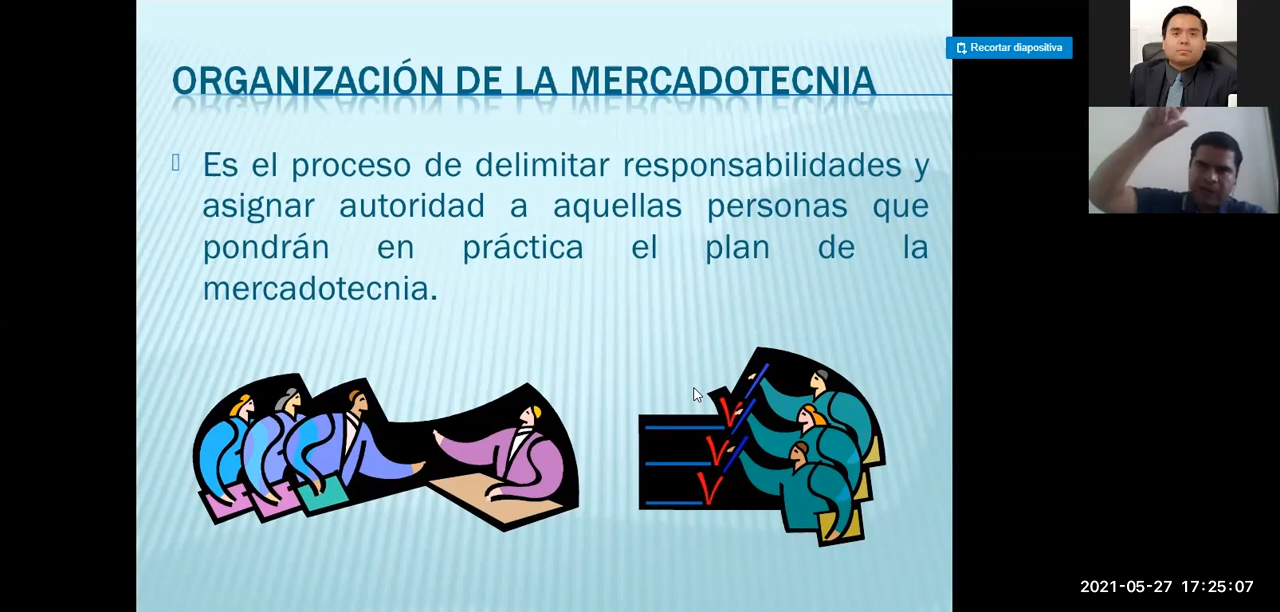 ORGANIZACIÓN DE LA MERCADOTECNIA
Recortar diapositiva
Es el proceso de delimitar responsabilidades y
asignar autoridad a aquellas personas que
pondrán en práctica el plan de la
mercadotecnia.
2021-05-27 17:25:07